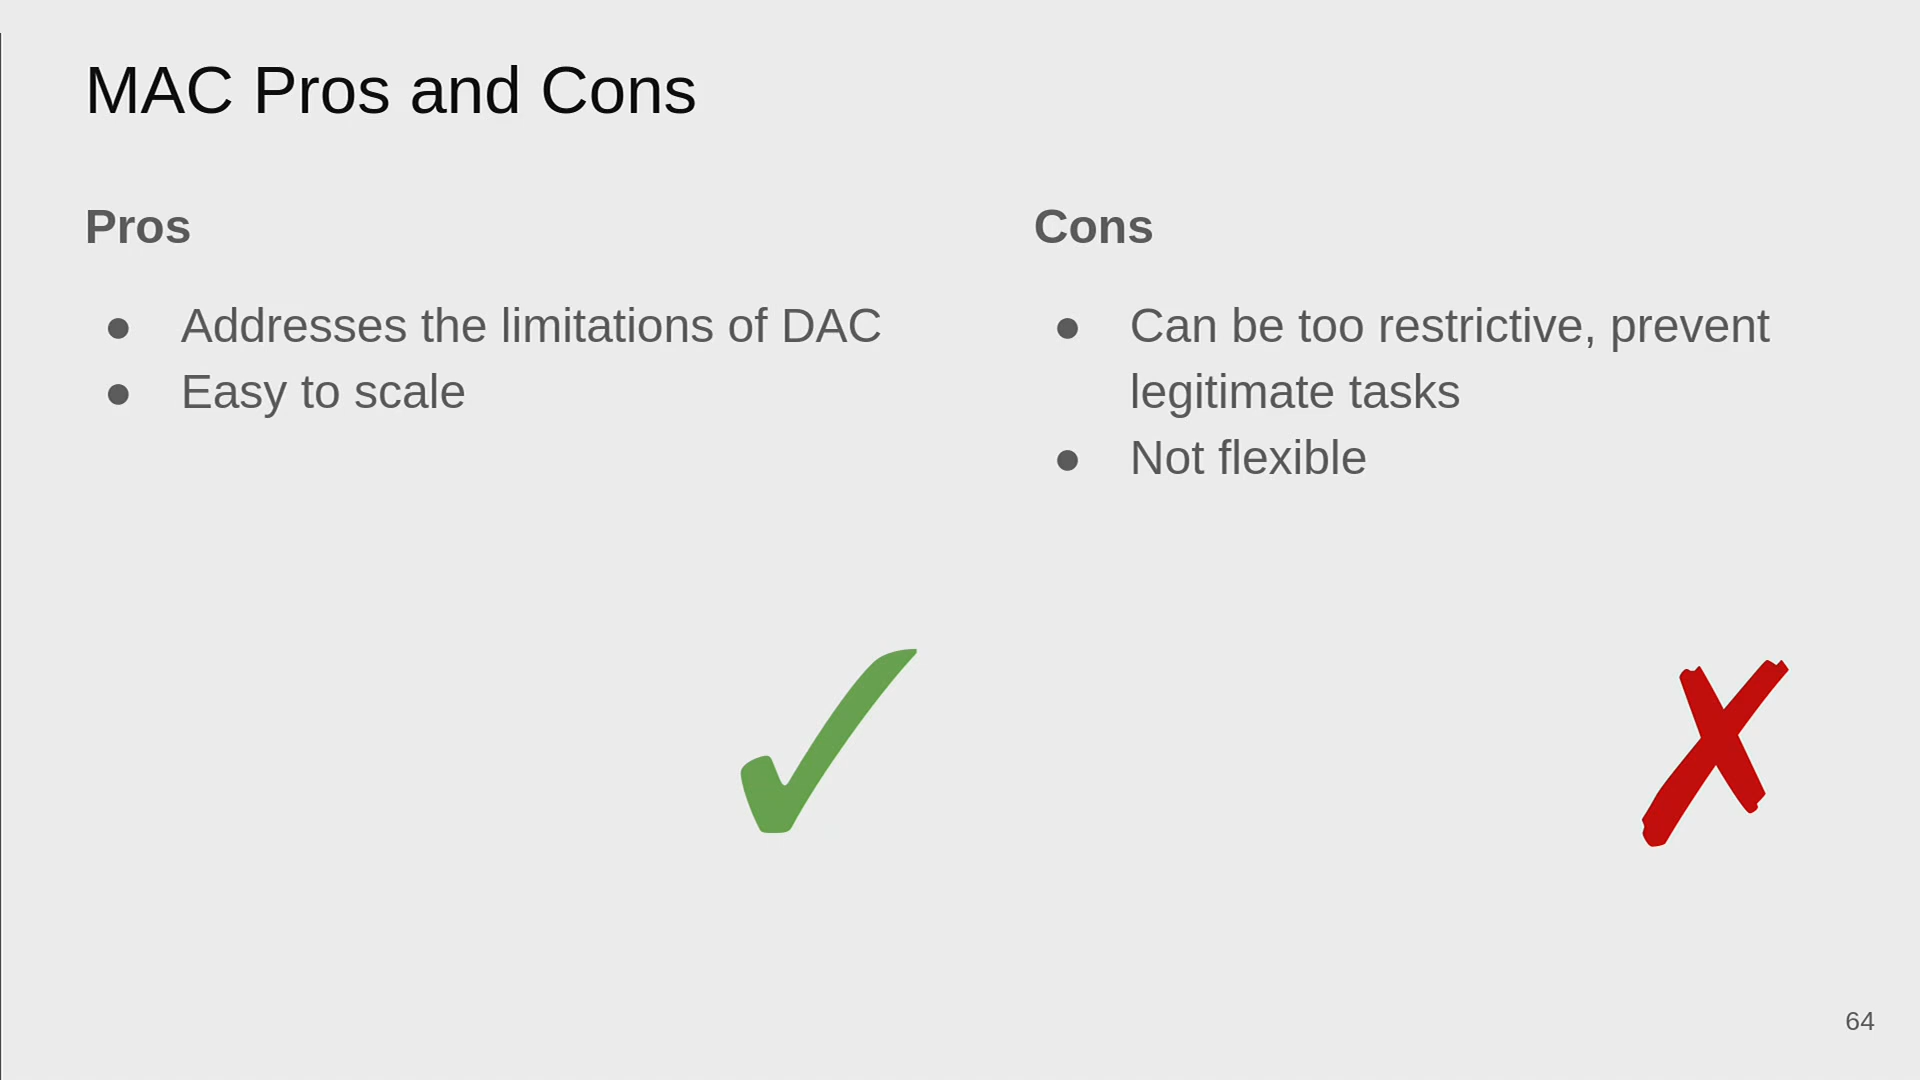 MAC Pros and Cons
Pros
● Addresses the limitations of DAC
● Easy to scale
Cons
● Can be too restrictive, prevent
legitimate tasks
● Not flexible
64